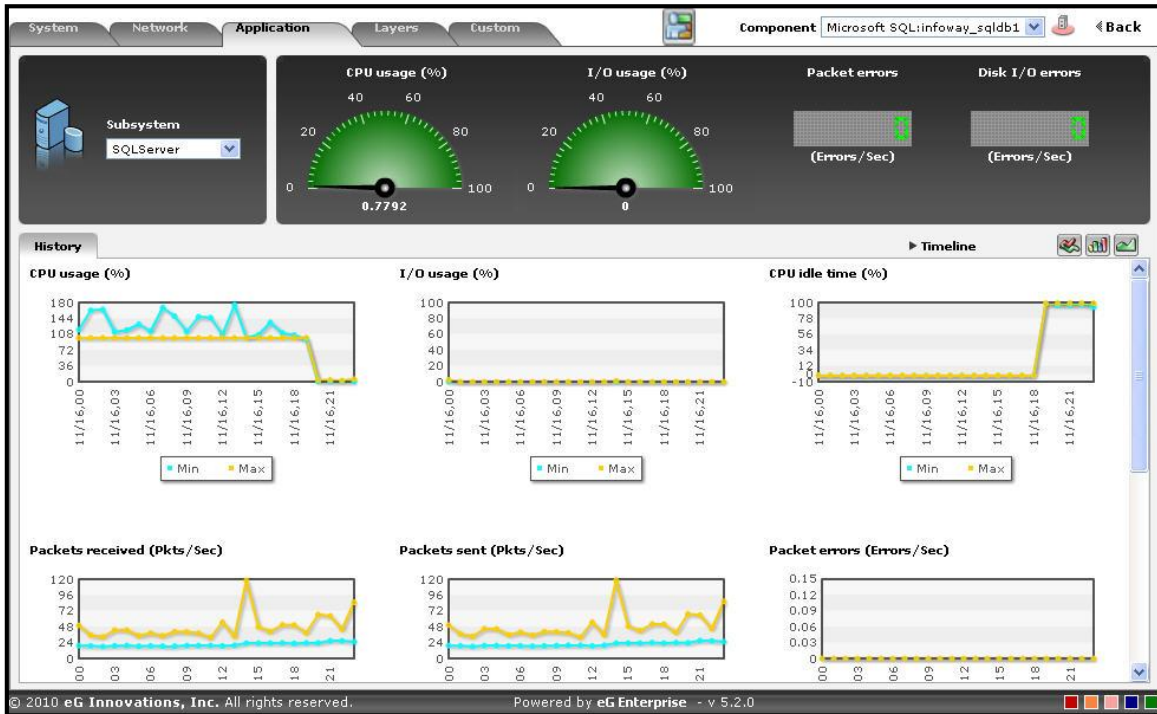 System Network Application Layers Custom Component Microsoft SQL:infoway_sqldb1 Back
Subsystem
SQLServer
CPU usage (%)
0 20 40 60 80 100
0.7792
I/O usage (%)
0 20 40 60 80 100
0
Packet errors
0
(Errors/Sec)
Disk I/O errors
0
(Errors/Sec)
History Timeline
CPU usage (%)
180
144
108
72
36
0
11/16,00 11/16,03 11/16,06 11/16,09 11/16,12 11/16,15 11/16,18 11/16,21
Min Max
I/O usage (%)
100
80
60
40
20
0
11/16,00 11/16,03 11/16,06 11/16,09 11/16,12 11/16,15 11/16,18 11/16,21
Min Max
CPU idle time (%)
100
78
56
34
12
-10
11/16,00 11/16,03 11/16,06 11/16,09 11/16,12 11/16,15 11/16,18 11/16,21
Min Max
Packets received (Pkts/Sec)
120
96
72
48
24
0
00 03 06 09 12 15 18 21
Packets sent (Pkts/Sec)
120
96
72
48
24
0
00 03 06 09 12 15 18 21
Packet errors (Errors/Sec)
0.15
0.12
0.09
0.06
0.03
0
00 03 06 09 12 15 18 21
© 2010 eG Innovations, Inc. All rights reserved. Powered by eG Enterprise - v 5.2.0